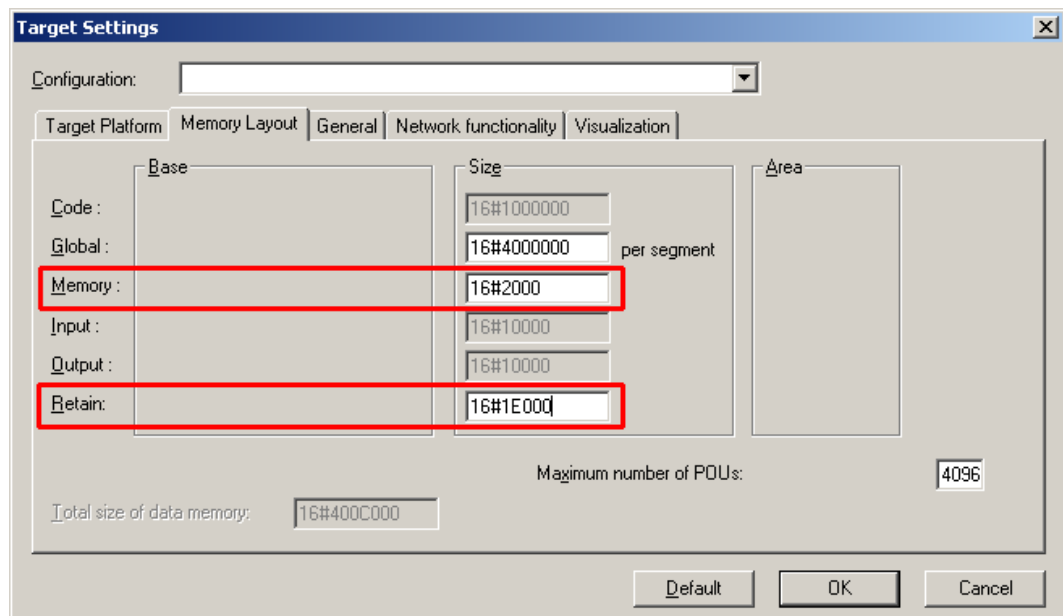 Target Settings
Configuration:
Target Platform Memory Layout General Network functionality Visualization
Base Size Area
Code : 16#1000000
Global : 16#4000000 per segment
Memory : 16#2000
Input : 16#10000
Output : 16#10000
Retain: 16#1E000
Maximum number of POUs: 4096
Total size of data memory: 16#400C000
Default OK Cancel